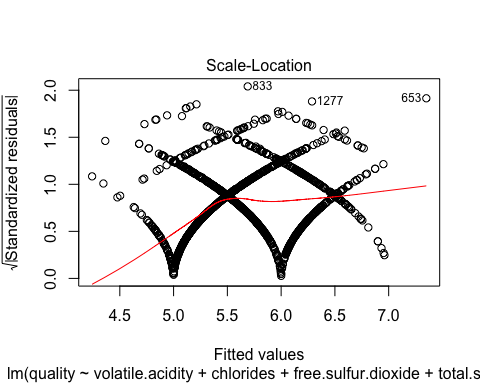 Scale-Location
√|Standardized residuals|
2.0
1.5
1.0
0.5
0.0
833
1277
653
4.5 5.0 5.5 6.0 6.5 7.0
Fitted values
lm(quality ~ volatile.acidity + chlorides + free.sulfur.dioxide + total.s